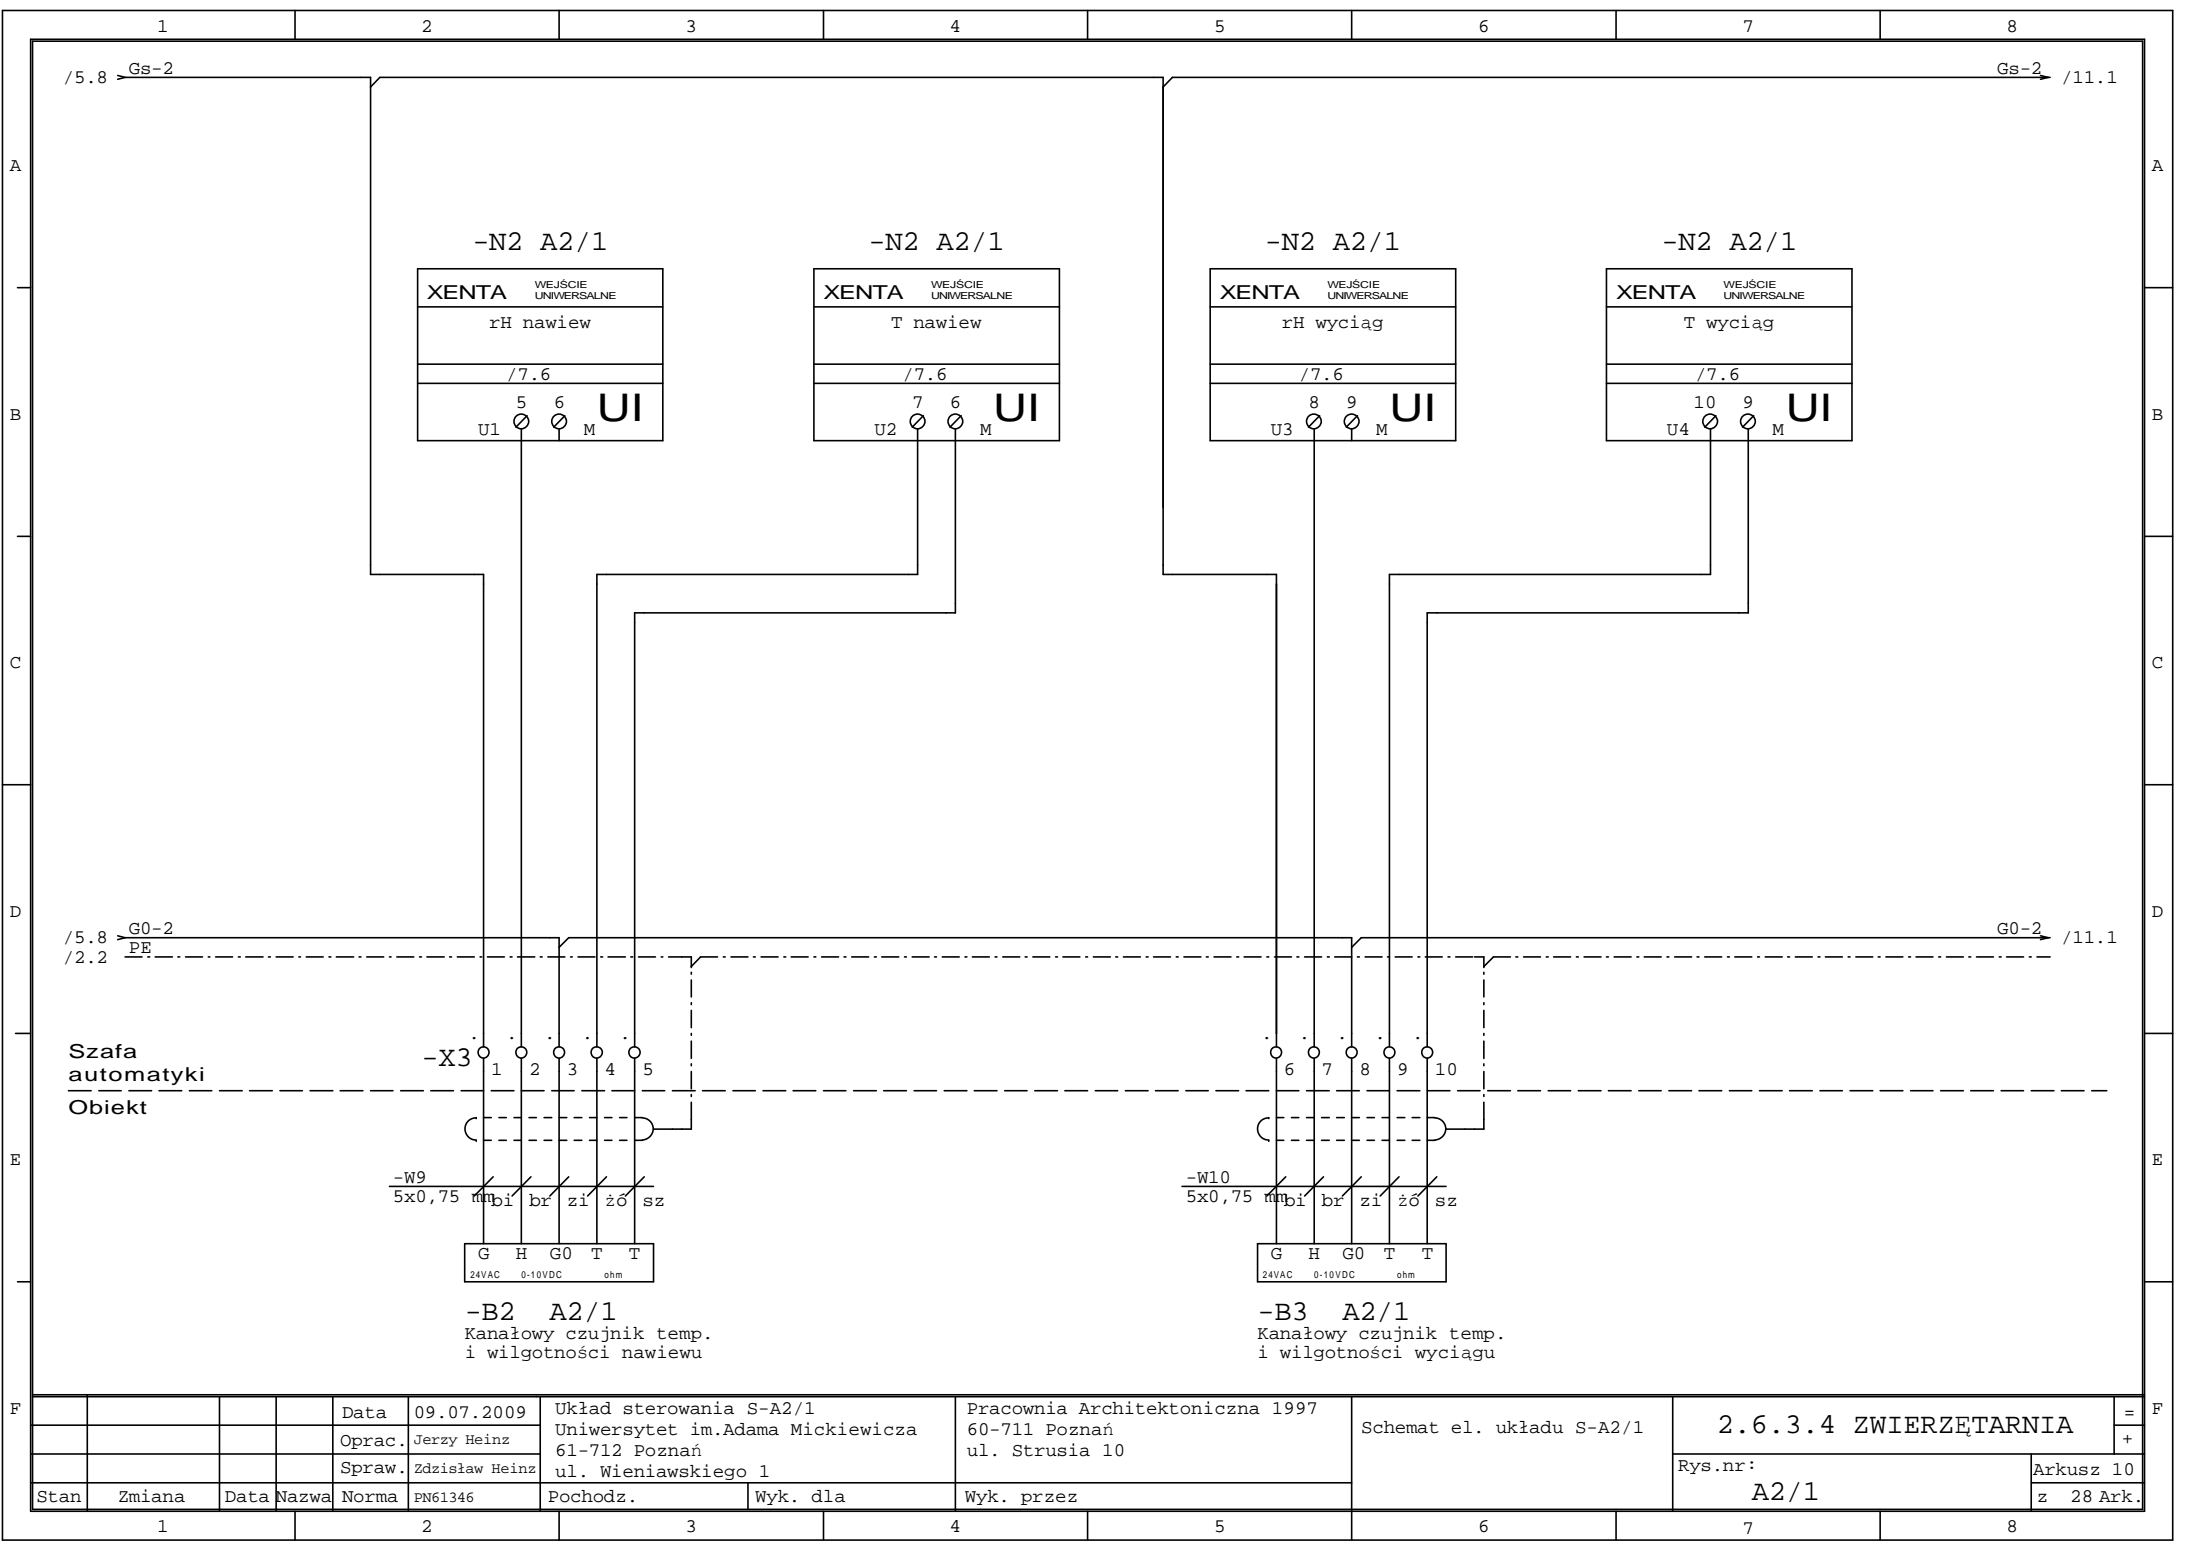 1 2 3 4 5 6 7 8
/5.8 Gs-2 Gs-2 /11.1
A A
-N2 A2/1 -N2 A2/1 -N2 A2/1 -N2 A2/1
XENTA WEJŚCIE UNIWERSALNE XENTA WEJŚCIE UNIWERSALNE XENTA WEJŚCIE UNIWERSALNE XENTA WEJŚCIE UNIWERSALNE
rH nawiew T nawiew rH wyciąg T wyciąg
/7.6 /7.6 /7.6 /7.6
5 6 UI 7 6 UI 8 9 UI 10 9 UI
B B
U1 M U2 M U3 M U4 M
C C
D D
/5.8 G0-2 G0-2 /11.1
/2.2 PE
Szafa
automatyki
-X3 1 2 3 4 5 6 7 8 9 10
Obiekt
E E
-W9 -W10
5x0,75 mm bi br zi żó sz 5x0,75 mm bi br zi żó sz
G H G0 T T G H G0 T T
24VAC 0-10VDC ohm 24VAC 0-10VDC ohm
-B2 A2/1 -B3 A2/1
Kanałowy czujnik temp. Kanałowy czujnik temp.
i wilgotności nawiewu i wilgotności wyciągu
F F
Data 09.07.2009
Oprac. Jerzy Heinz
Spraw. Zdzisław Heinz
Stan Zmiana Data Nazwa Norma PN61346
Układ sterowania S-A2/1
Uniwersytet im.Adama Mickiewicza
61-712 Poznań
ul. Wieniawskiego 1
Pochodz. Wyk. dla
Pracownia Architektoniczna 1997
60-711 Poznań
ul. Strusia 10
Wyk. przez
Schemat el. układu S-A2/1
2.6.3.4 ZWIERZĘTARNIA
=
+
Rys.nr:
A2/1
Arkusz 10
z 28 Ark.
1 2 3 4 5 6 7 8